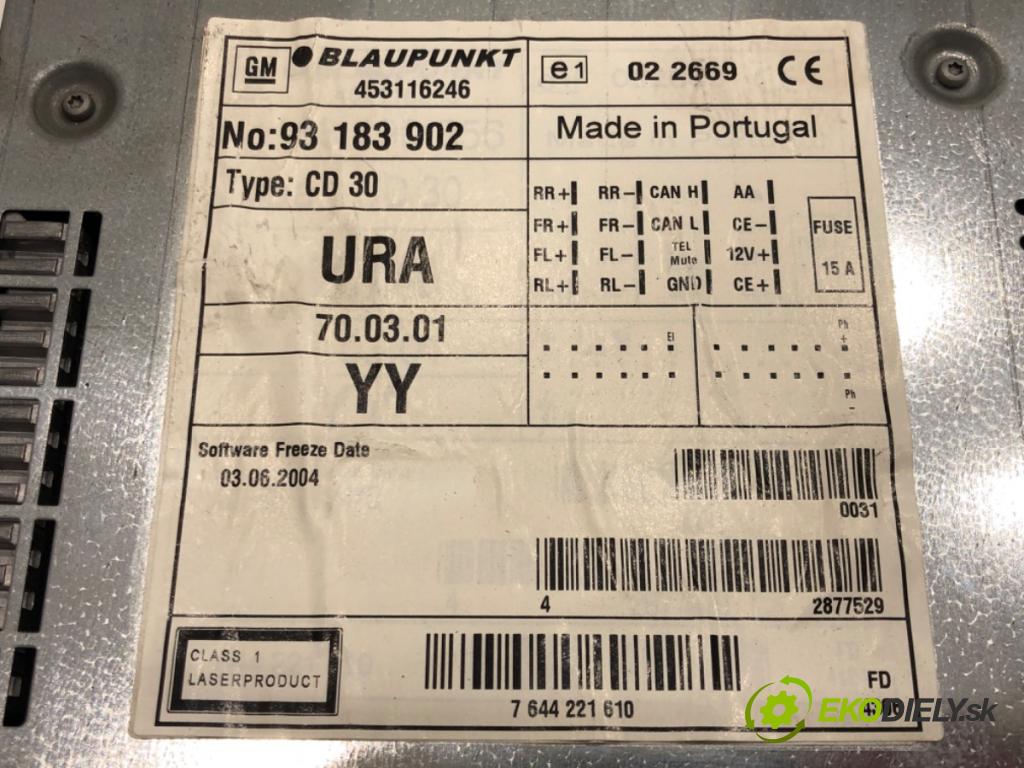 GM BLAUPUNKT
453116246
e1 02 2669 CE
No:93 183 902
Made in Portugal
Type: CD 30
URA
70.03.01
YY
RR+ RR- CAN H AA
FR+ FR- CAN L CE-
FL+ FL- TEL Mute 12V+
RL+ RL- GND CE+
FUSE
15 A
El
Ph
+
Ph
-
Software Freeze Date
03.06.2004
0031
4 2877529
CLASS 1
LASERPRODUCT
7 644 221 610
FD
EKODIELY.sk